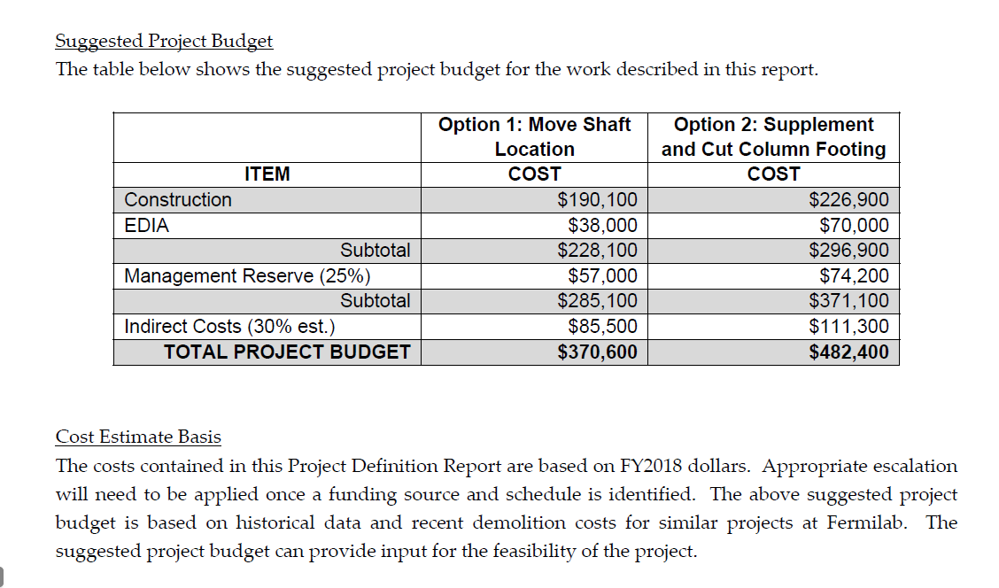 Suggested Project Budget
The table below shows the suggested project budget for the work described in this report.
Option 1: Move Shaft Location Option 2: Supplement and Cut Column Footing
ITEM COST COST
Construction $190,100 $226,900
EDIA $38,000 $70,000
Subtotal $228,100 $296,900
Management Reserve (25%) $57,000 $74,200
Subtotal $285,100 $371,100
Indirect Costs (30% est.) $85,500 $111,300
TOTAL PROJECT BUDGET $370,600 $482,400
Cost Estimate Basis
The costs contained in this Project Definition Report are based on FY2018 dollars. Appropriate escalation
will need to be applied once a funding source and schedule is identified. The above suggested project
budget is based on historical data and recent demolition costs for similar projects at Fermilab. The
suggested project budget can provide input for the feasibility of the project.